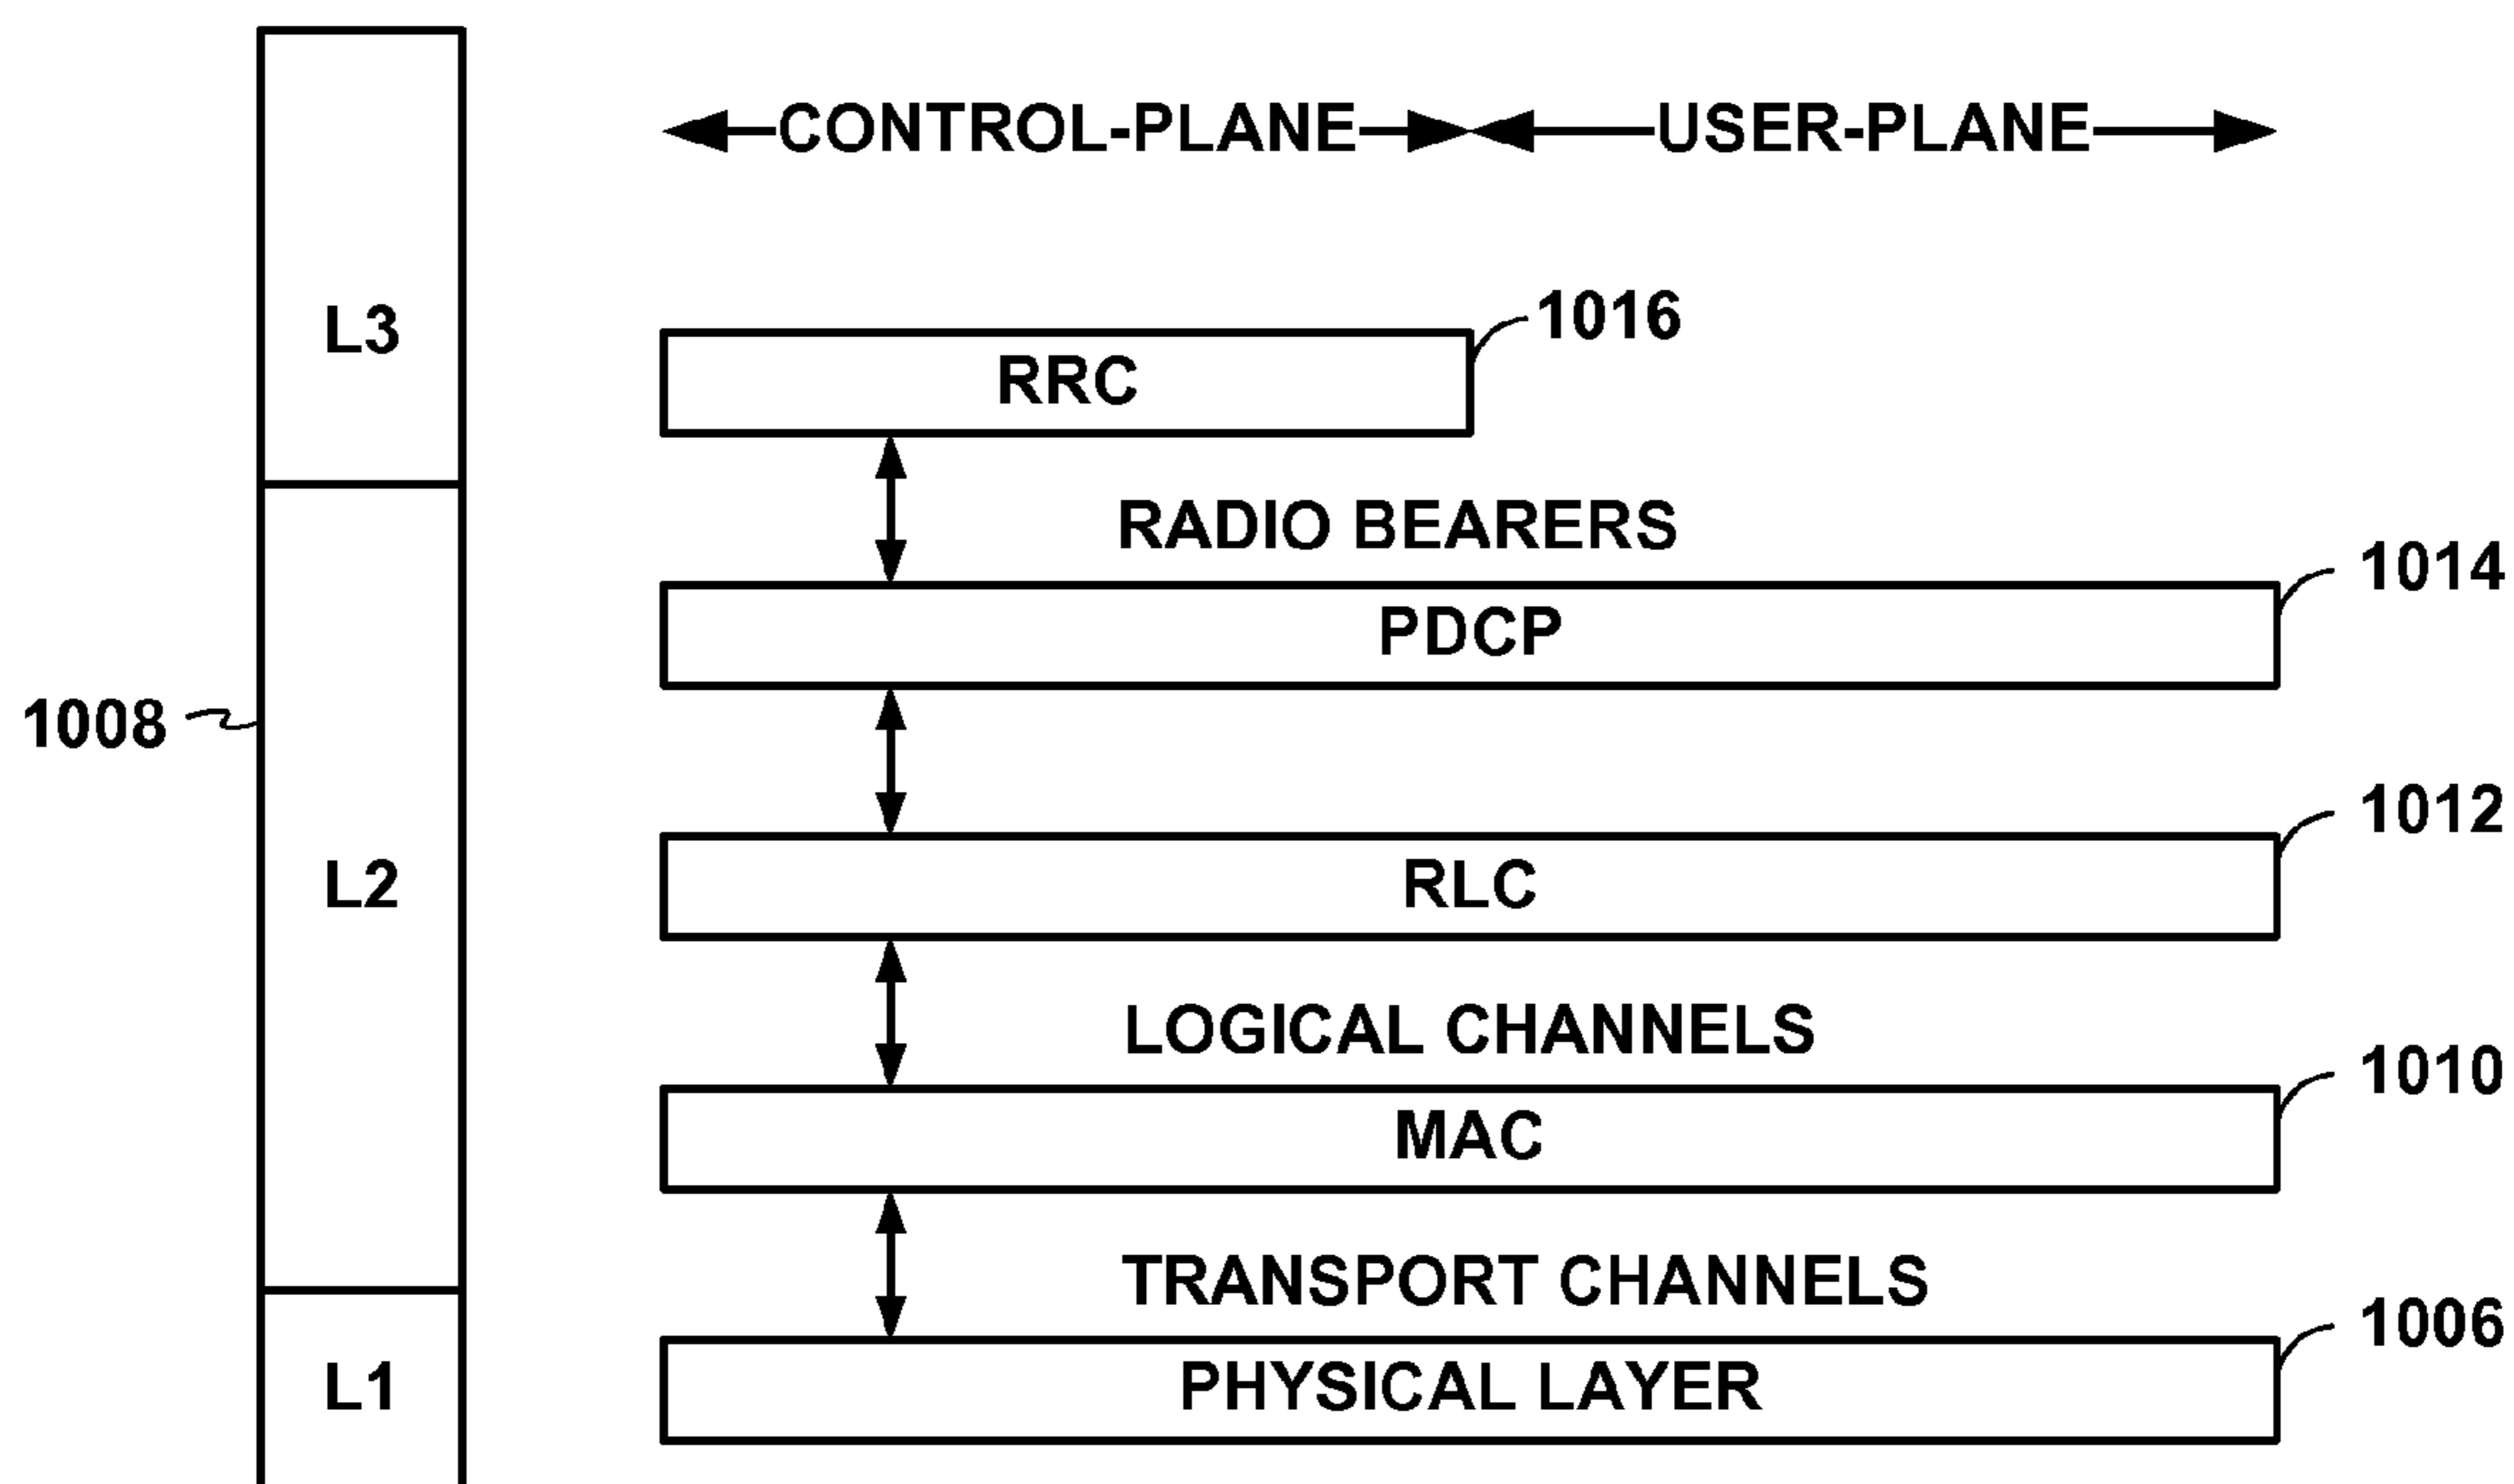 CONTROL-PLANE USER-PLANE
L3
1016
RRC
RADIO BEARERS
1014
PDCP
1008
1012
L2
RLC
LOGICAL CHANNELS
1010
MAC
TRANSPORT CHANNELS
1006
L1
PHYSICAL LAYER